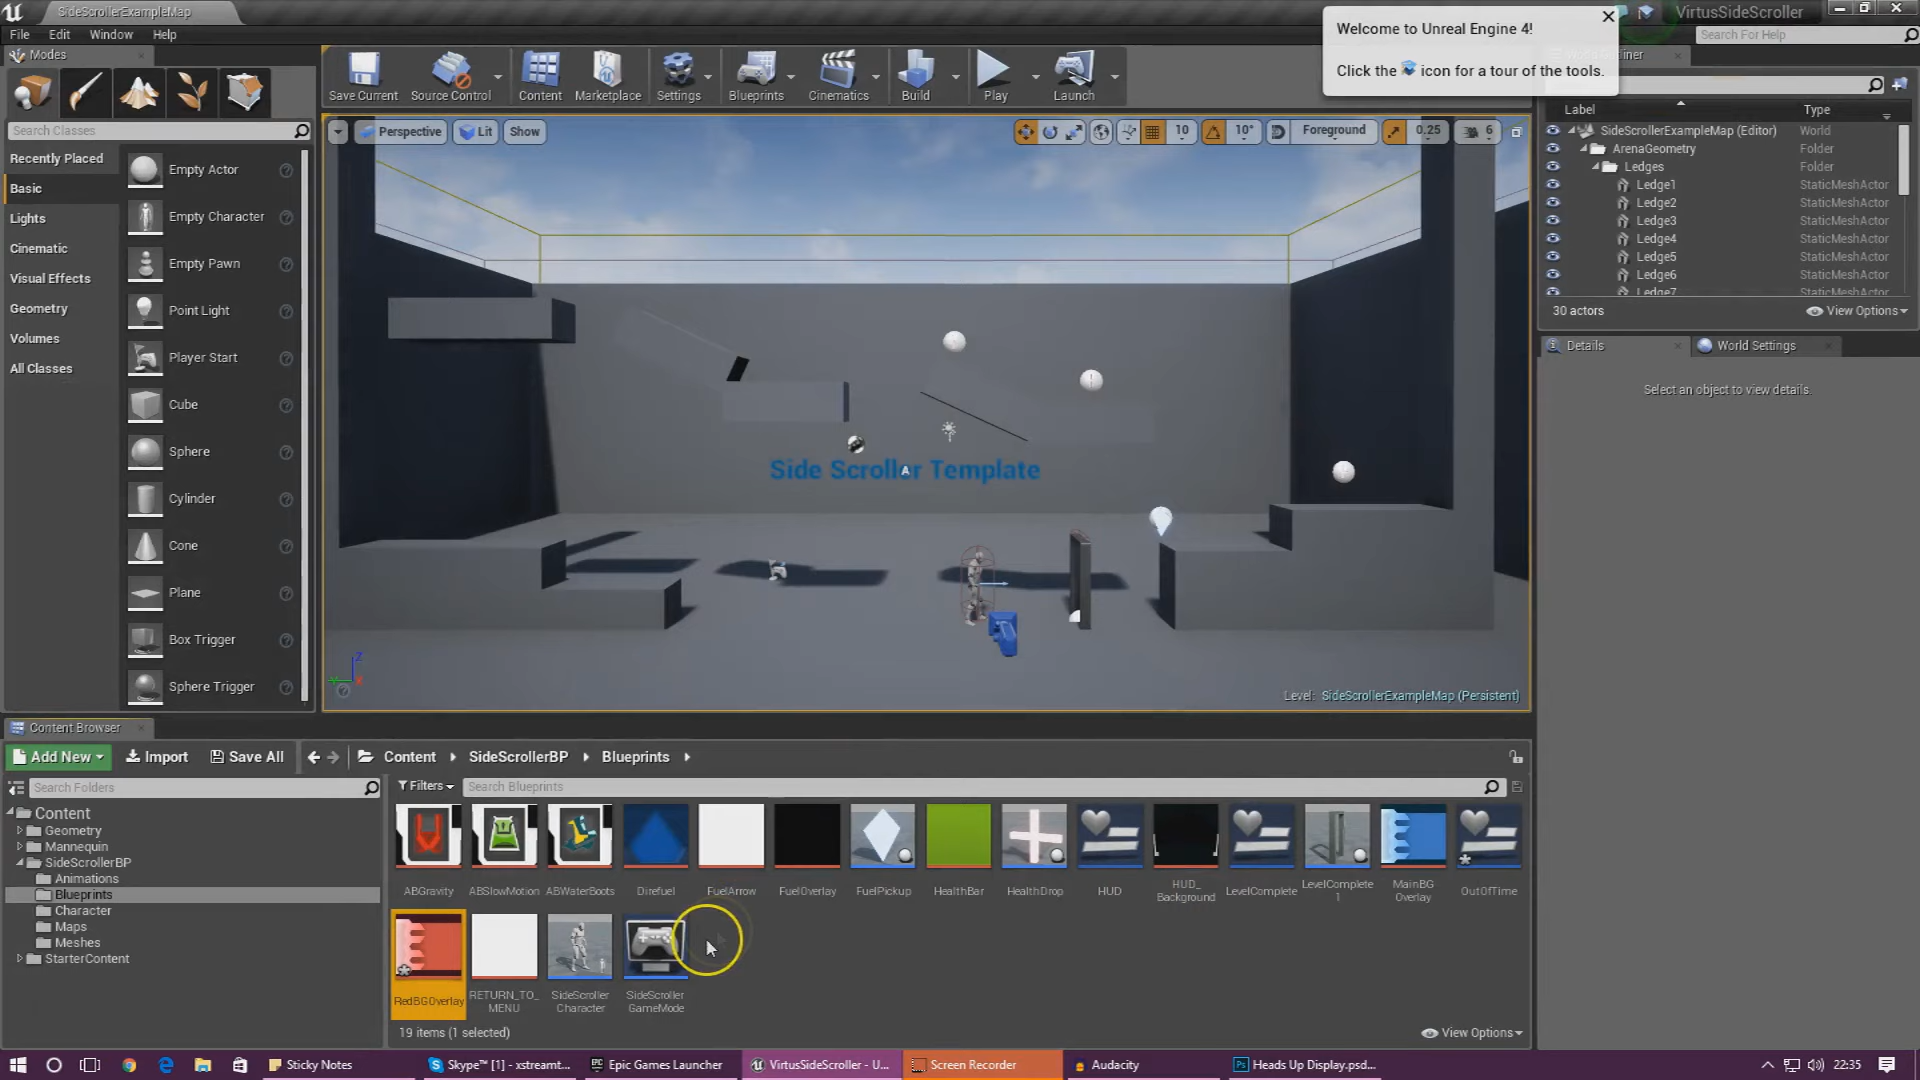 SideScrollerExampleMap
VirtusSideScroller
File Edit Window Help
Search For Help
Welcome to Unreal Engine 4!
Click the icon for a tour of the tools.
Modes
Save Current
Source Control
Content
Marketplace
Settings
Blueprints
Cinematics
Build
Play
Launch
Search Classes
Perspective
Lit
Show
10
10°
Foreground
0.25
6
Recently Placed
Basic
Lights
Cinematic
Visual Effects
Geometry
Volumes
All Classes
Empty Actor
Empty Character
Empty Pawn
Point Light
Player Start
Cube
Sphere
Cylinder
Cone
Plane
Box Trigger
Sphere Trigger
Side Scroller Template
Level: SideScrollerExampleMap (Persistent)
Label Type
SideScrollerExampleMap (Editor) World
ArenaGeometry Folder
Ledges Folder
Ledge1 StaticMeshActor
Ledge2 StaticMeshActor
Ledge3 StaticMeshActor
Ledge4 StaticMeshActor
Ledge5 StaticMeshActor
Ledge6 StaticMeshActor
Ledge7 StaticMeshActor
30 actors
View Options
Details
World Settings
Select an object to view details.
Content Browser
Add New
Import
Save All
Content
SideScrollerBP
Blueprints
Search Folders
Filters
Search Blueprints
Content
Geometry
Mannequin
SideScrollerBP
Animations
Blueprints
Character
Maps
Meshes
StarterContent
ABGravity
ABSlowMotion
ABWaterBoots
Direfuel
FuelArrow
FuelOverlay
FuelPickup
HealthBar
HealthDrop
HUD
HUD_
Background
LevelComplete
LevelComplete
1
MainBG
Overlay
OutOfTime
RedBGOverlay
RETURN_TO_
MENU
SideScroller
Character
SideScroller
GameMode
19 items (1 selected)
View Options
Sticky Notes
Skype™ [1] - xstreamt...
Epic Games Launcher
VirtusSideScroller - U...
Screen Recorder
Audacity
Heads Up Display.psd...
22:35